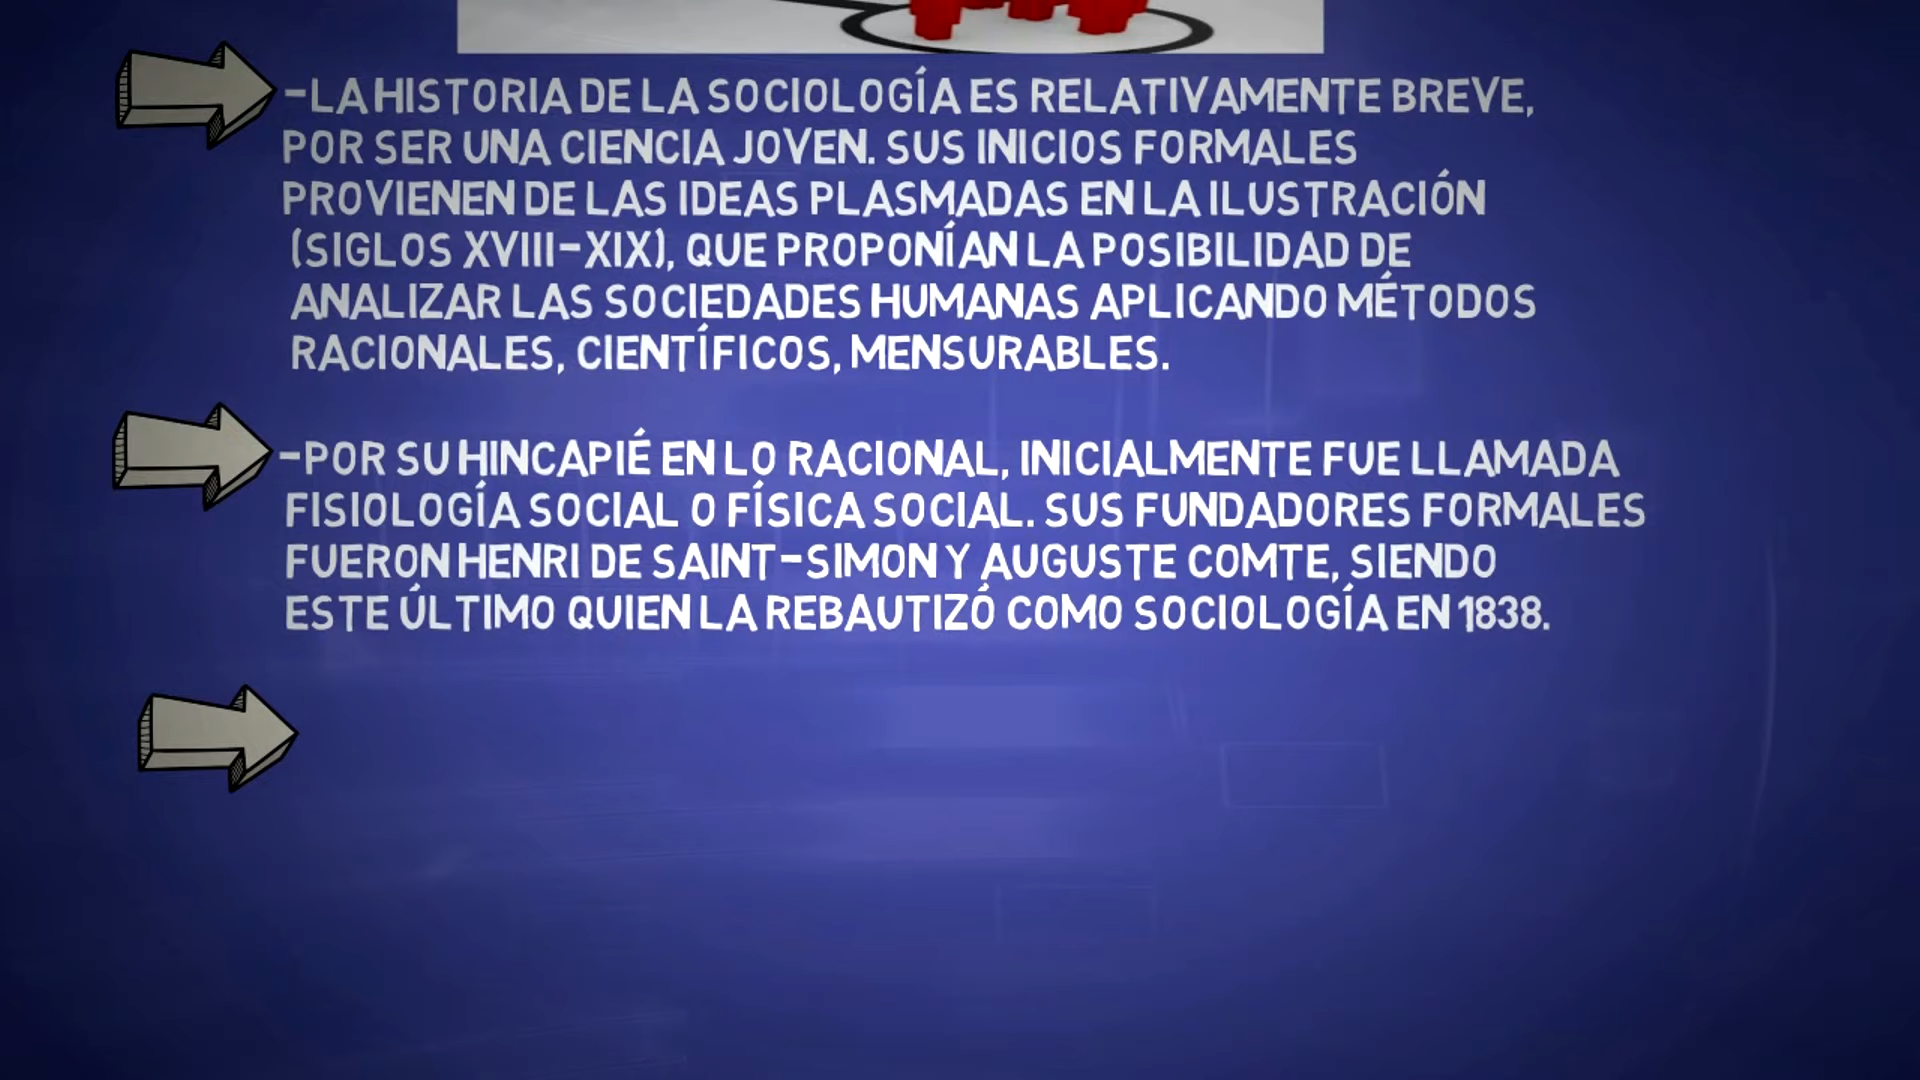 -LA HISTORIA DE LA SOCIOLOGÍA ES RELATIVAMENTE BREVE,
POR SER UNA CIENCIA JOVEN. SUS INICIOS FORMALES
PROVIENEN DE LAS IDEAS PLASMADAS EN LA ILUSTRACIÓN
(SIGLOS XVIII-XIX), QUE PROPONÍAN LA POSIBILIDAD DE
ANALIZAR LAS SOCIEDADES HUMANAS APLICANDO MÉTODOS
RACIONALES, CIENTÍFICOS, MENSURABLES.
-POR SU HINCAPIÉ EN LO RACIONAL, INICIALMENTE FUE LLAMADA
FISIOLOGÍA SOCIAL O FÍSICA SOCIAL. SUS FUNDADORES FORMALES
FUERON HENRI DE SAINT-SIMON Y AUGUSTE COMTE, SIENDO
ESTE ÚLTIMO QUIEN LA REBAUTIZÓ COMO SOCIOLOGÍA EN 1838.